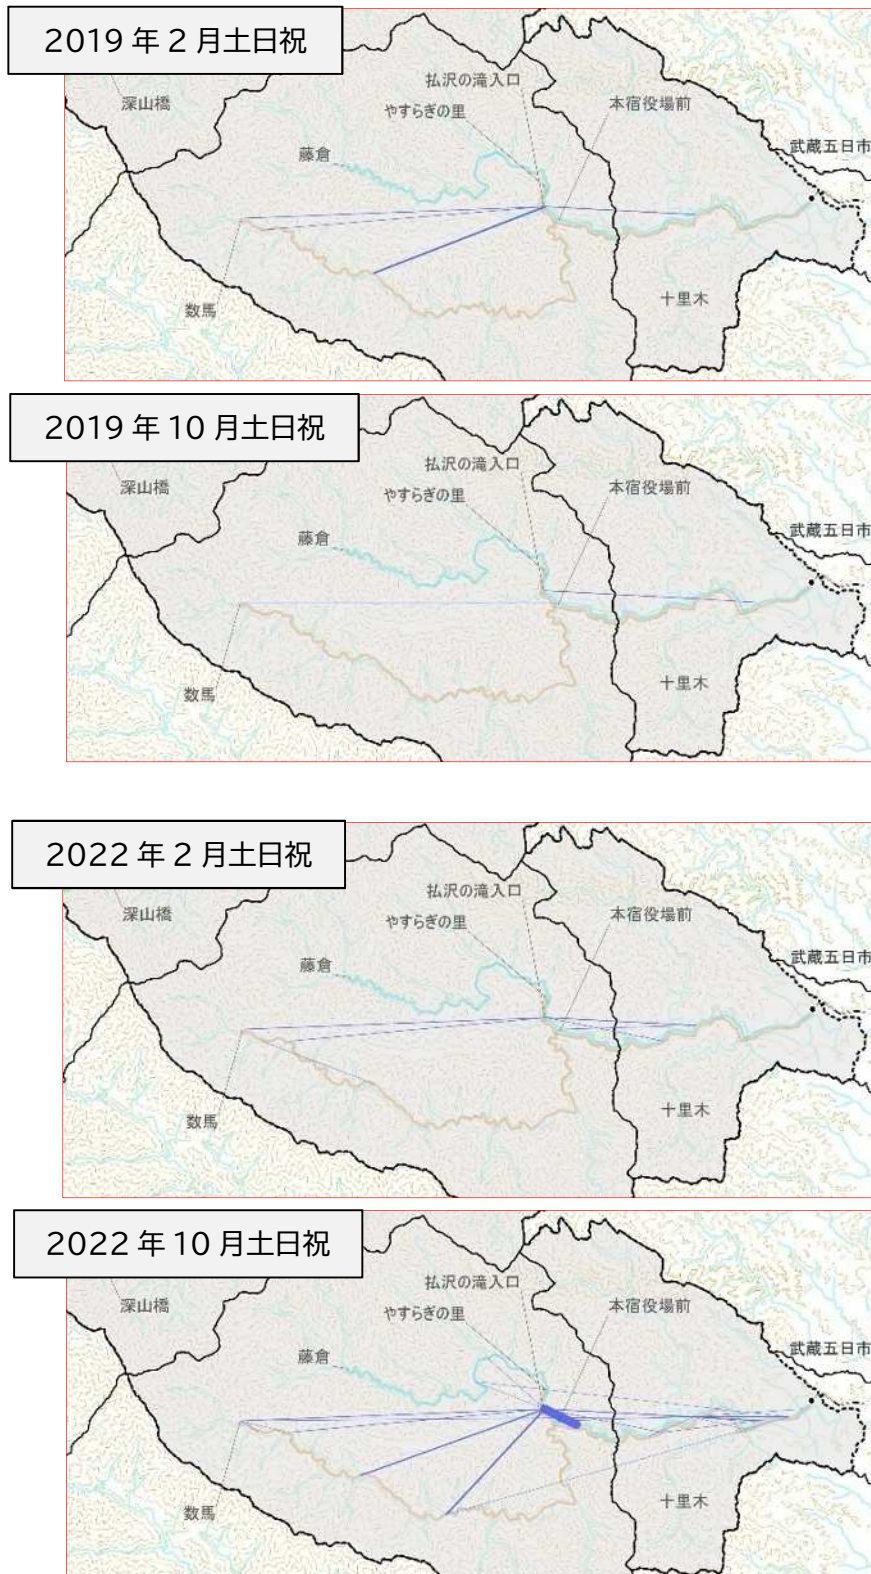 2019年2月土日祝
払沢の滝入口
深山橋
やすらぎの里
本宿役場前
藤倉
武蔵五日市
数馬
十里木
2019年10月土日祝
払沢の滝入口
深山橋
やすらぎの里
本宿役場前
藤倉
武蔵五日市
数馬
十里木
2022年2月土日祝
払沢の滝入口
深山橋
やすらぎの里
本宿役場前
藤倉
武蔵五日市
数馬
十里木
2022年10月土日祝
払沢の滝入口
深山橋
やすらぎの里
本宿役場前
藤倉
武蔵五日市
数馬
十里木